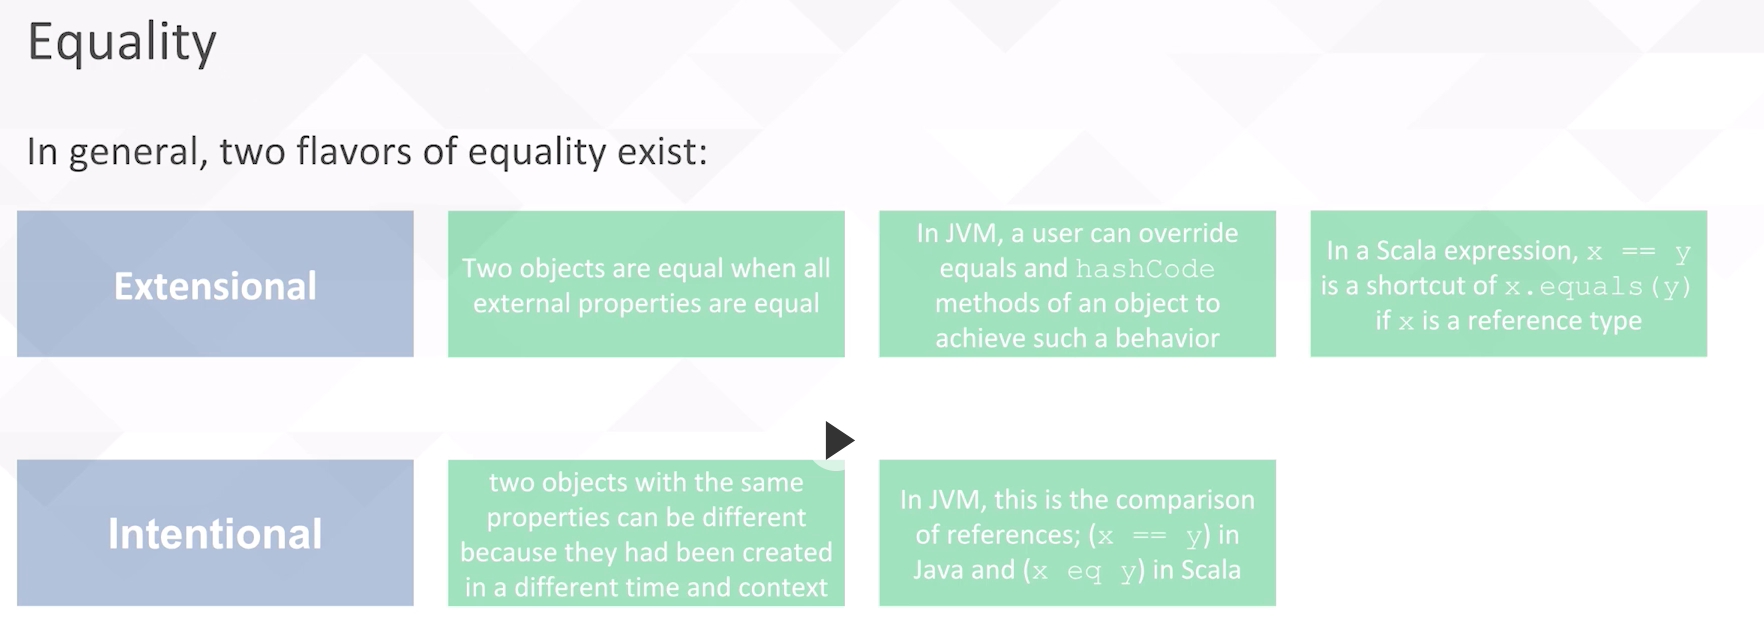 Equality
In general, two flavors of equality exist:
Extensional
Two objects are equal when all
external properties are equal
In JVM, a user can override
equals and hashCode
methods of an object to
achieve such a behavior
In a Scala expression, x == y
is a shortcut of x.equals(y)
if x is a reference type
Intentional
two objects with the same
properties can be different
because they had been created
in a different time and context
In JVM, this is the comparison
of references; (x == y) in
Java and (x eq y) in Scala